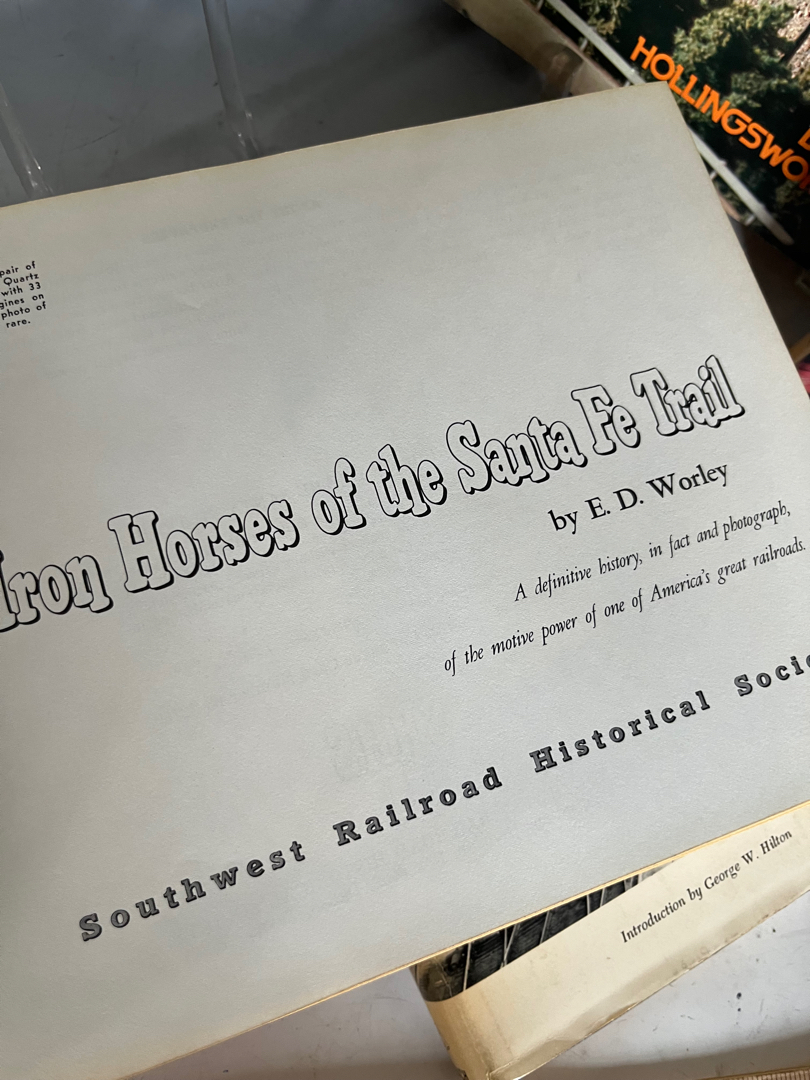 HOLLINGSWO
pair of
Quartz
with 33
gines on
photo of
rare.
Iron Horses of the Santa Fe Trail
by E. D. Worley
A definitive history, in fact and photograph,
of the motive power of one of America's great railroads.
Southwest Railroad Historical Socie
Introduction by George W. Hilton